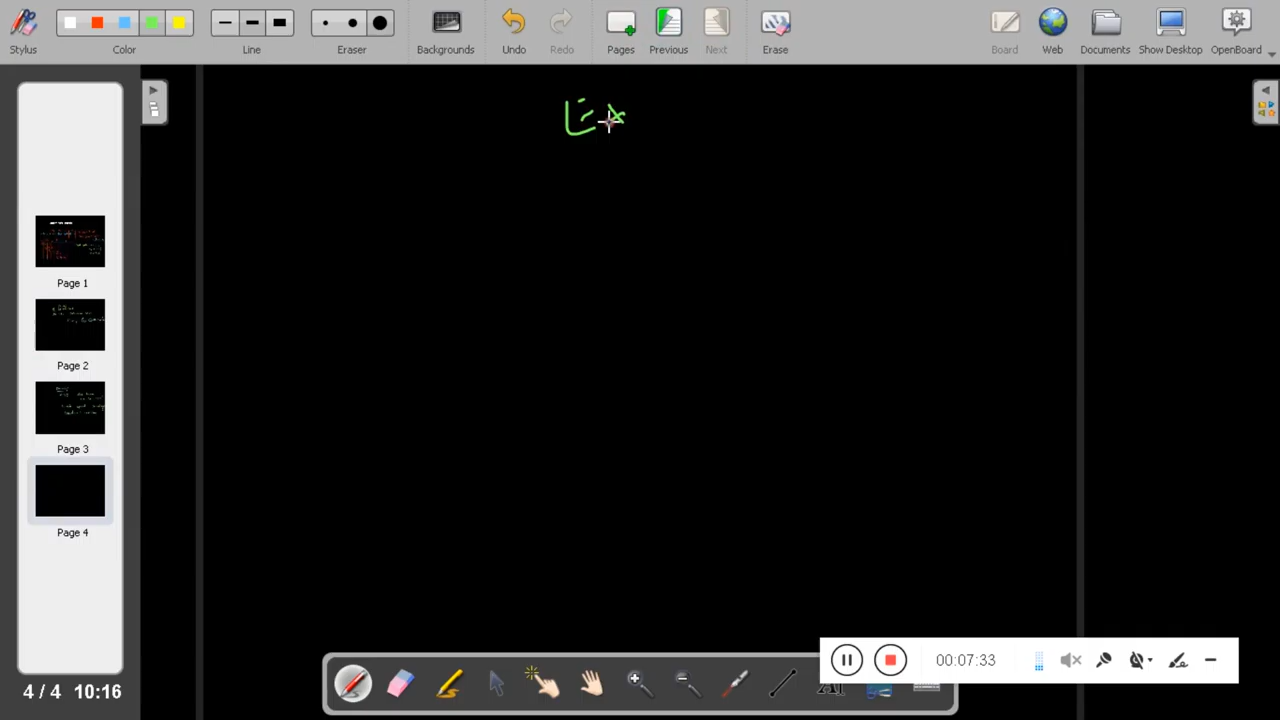 Stylus
Color
Line
Eraser
Backgrounds
Undo
Redo
Pages
Previous
Next
Erase
Board
Web
Documents
Show Desktop
OpenBoard
Ex
Page 1
Page 2
Page 3
Page 4
4 / 4 10:16
00:07:33